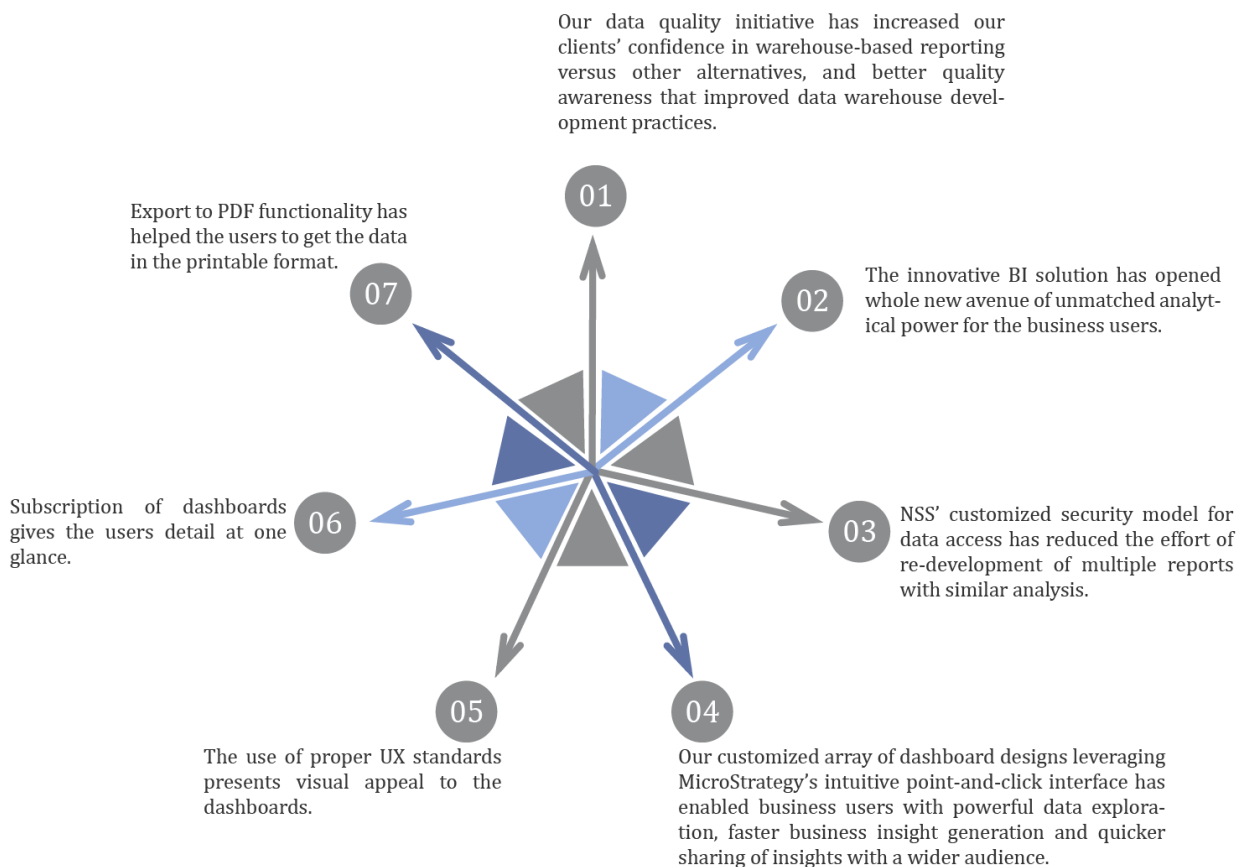 Our data quality initiative has increased our
clients’ confidence in warehouse-based reporting
versus other alternatives, and better quality
awareness that improved data warehouse devel-
opment practices.
01
The innovative BI solution has opened
whole new avenue of unmatched analyt-
ical power for the business users.
02
NSS’ customized security model for
data access has reduced the effort of
re-development of multiple reports
with similar analysis.
03
Our customized array of dashboard designs leveraging
MicroStrategy’s intuitive point-and-click interface has
enabled business users with powerful data explora-
tion, faster business insight generation and quicker
sharing of insights with a wider audience.
04
The use of proper UX standards
presents visual appeal to the
dashboards.
05
Subscription of dashboards
gives the users detail at one
glance.
06
Export to PDF functionality has
helped the users to get the data
in the printable format.
07